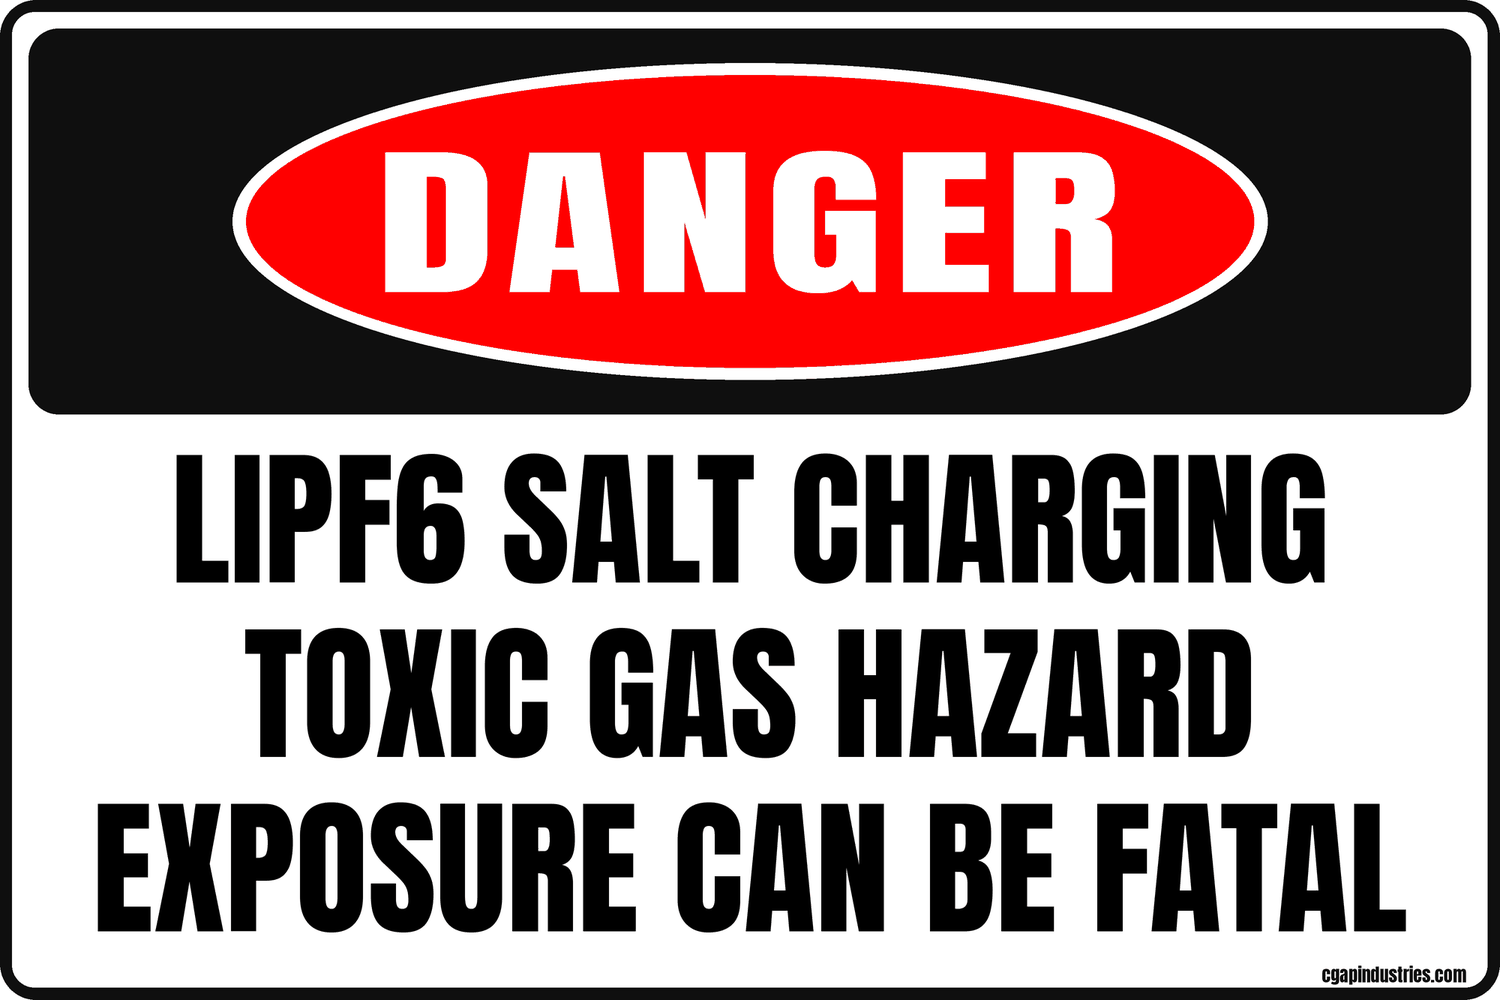 DANGER
LIPF6 SALT CHARGING
TOXIC GAS HAZARD
EXPOSURE CAN BE FATAL
cgapindustries.com